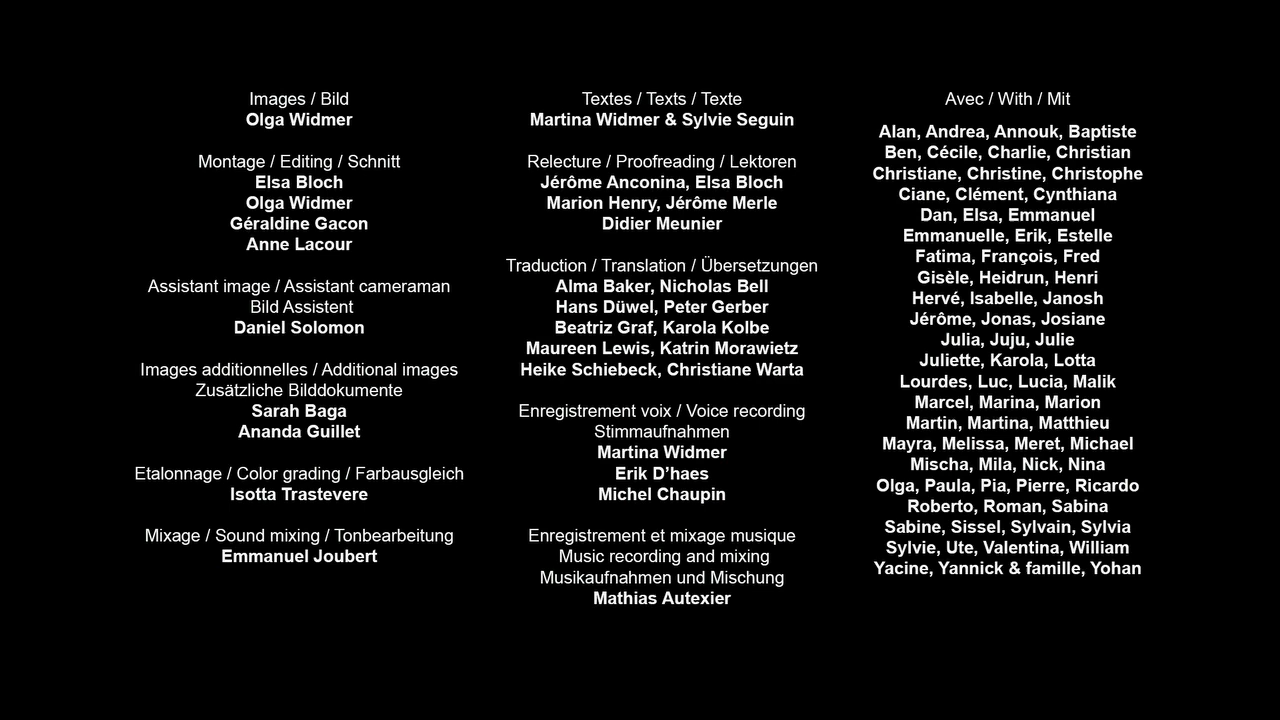 Images / Bild
Olga Widmer
Montage / Editing / Schnitt
Elsa Bloch
Olga Widmer
Géraldine Gacon
Anne Lacour
Assistant image / Assistant cameraman
Bild Assistent
Daniel Solomon
Images additionnelles / Additional images
Zusätzliche Bilddokumente
Sarah Baga
Ananda Guillet
Etalonnage / Color grading / Farbausgleich
Isotta Trastevere
Mixage / Sound mixing / Tonbearbeitung
Emmanuel Joubert
Textes / Texts / Texte
Martina Widmer & Sylvie Seguin
Relecture / Proofreading / Lektoren
Jérôme Anconina, Elsa Bloch
Marion Henry, Jérôme Merle
Didier Meunier
Traduction / Translation / Übersetzungen
Alma Baker, Nicholas Bell
Hans Düwel, Peter Gerber
Beatriz Graf, Karola Kolbe
Maureen Lewis, Katrin Morawietz
Heike Schiebeck, Christiane Warta
Enregistrement voix / Voice recording
Stimmaufnahmen
Martina Widmer
Erik D’haes
Michel Chaupin
Enregistrement et mixage musique
Music recording and mixing
Musikaufnahmen und Mischung
Mathias Autexier
Avec / With / Mit
Alan, Andrea, Annouk, Baptiste
Ben, Cécile, Charlie, Christian
Christiane, Christine, Christophe
Ciane, Clément, Cynthiana
Dan, Elsa, Emmanuel
Emmanuelle, Erik, Estelle
Fatima, François, Fred
Gisèle, Heidrun, Henri
Hervé, Isabelle, Janosh
Jérôme, Jonas, Josiane
Julia, Juju, Julie
Juliette, Karola, Lotta
Lourdes, Luc, Lucia, Malik
Marcel, Marina, Marion
Martin, Martina, Matthieu
Mayra, Melissa, Meret, Michael
Mischa, Mila, Nick, Nina
Olga, Paula, Pia, Pierre, Ricardo
Roberto, Roman, Sabina
Sabine, Sissel, Sylvain, Sylvia
Sylvie, Ute, Valentina, William
Yacine, Yannick & famille, Yohan